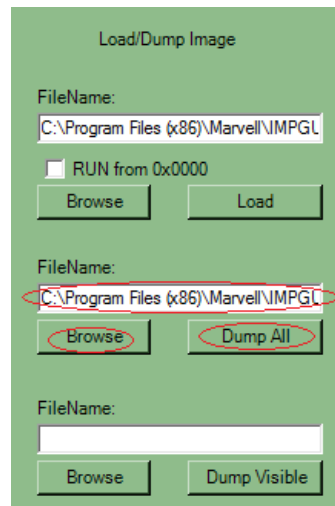 Load/Dump Image
FileName:
C:\Program Files (x86)\Marvell\IMPGU
RUN from 0x0000
Browse Load
FileName:
C:\Program Files (x86)\Marvell\IMPGU
Browse Dump All
FileName:
Browse Dump Visible